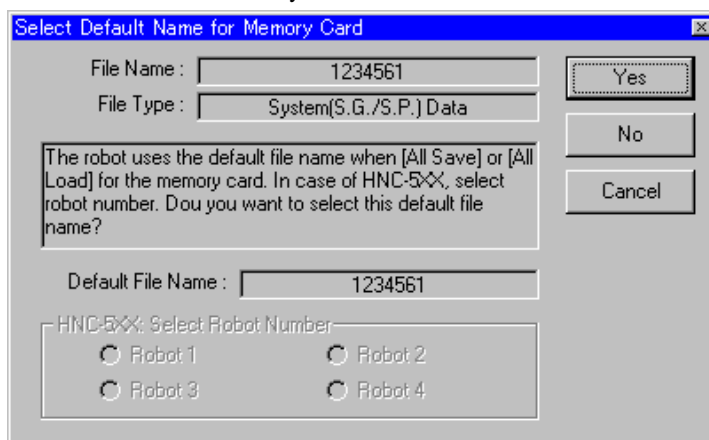 Select Default Name for Memory Card
File Name : 1234561
Yes
File Type : System(S.G./S.P.) Data
No
The robot uses the default file name when [All Save] or [All
Load] for the memory card. In case of HNC-5XX, select
robot number. Dou you want to select this default file
name?
Cancel
Default File Name : 1234561
HNC-5XX: Select Robot Number
Robot 1 Robot 2
Robot 3 Robot 4